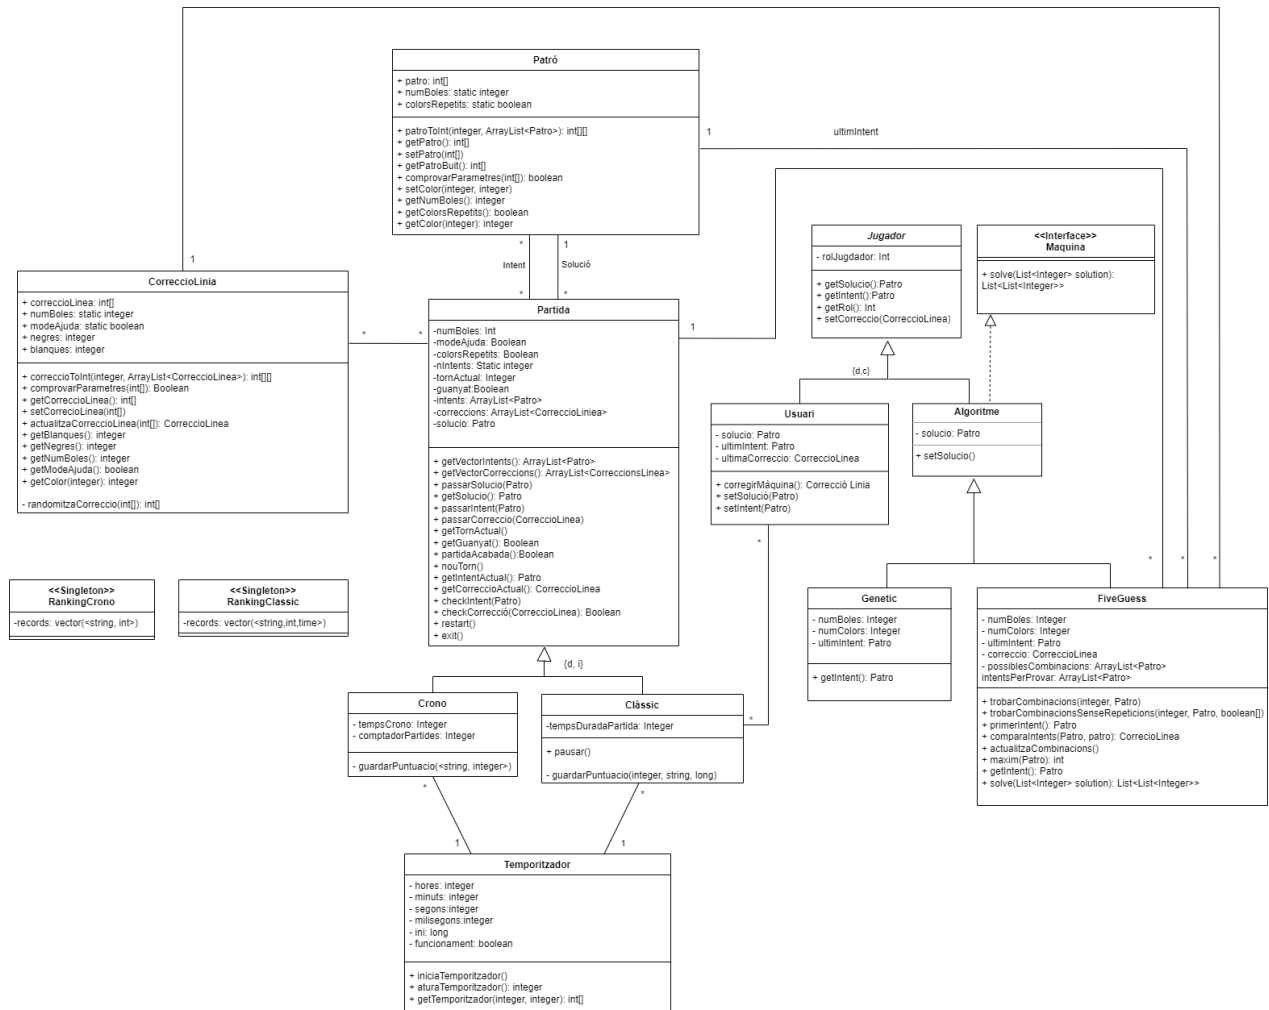 Patró
+ patro: int[]
+ numBoles: static integer
+ colorsRepetits: static boolean
+ patroToInt(integer, ArrayList<Patro>): int[][]
+ getPatro(): int[]
+ setPatro(int[])
+ getPatroBuit(): int[]
+ comprovarParametres(int[]): boolean
+ setColor(integer, integer)
+ getNumBoles(): integer
+ getColorsRepetits(): boolean
+ getColor(integer): integer
1
ultimIntent
*
1
Intent
Solució
*
*
1
CorreccioLinia
+ correccioLinea: int[]
+ numBoles: static integer
+ modeAjuda: static boolean
+ negres: integer
+ blanques: integer
+ correccioToInt(integer, ArrayList<CorreccioLinea>): int[][]
+ comprovarParametres(int[]): Boolean
+ getCorreccioLinea(): int[]
+ setCorrecioLinea(int[])
+ actualitzaCorreccioLinea(int[]): CorreccioLinea
+ getBlanques(): integer
+ getNegres(): integer
+ getNumBoles(): integer
+ getModeAjuda(): boolean
+ getColor(integer): integer
- randomitzaCorreccio(int[]): int[]
*
*
Partida
-numBoles: Int
-modeAjuda: Boolean
-colorsRepetits: Boolean
-nIntents: Static integer
-tornActual: Integer
-guanyat:Boolean
-intents: ArrayList<Patro>
-correccions: ArrayList<CorreccioLiniea>
-solucio: Patro
+ getVectorIntents(): ArrayList<Patro>
+ getVectorCorreccions(): ArrayList<CorreccionsLinea>
+ passarSolucio(Patro)
+ getSolucio(): Patro
+ passarIntent(Patro)
+ passarCorreccio(CorreccioLinea)
+ getTornActual()
+ getGuanyat(): Boolean
+ partidaAcabada():Boolean
+ nouTorn()
+ getIntentActual(): Patro
+ getCorreccioActual(): CorreccioLinea
+ checkIntent(Patro)
+ checkCorrecció(CorreccioLinea): Boolean
+ restart()
+ exit()
1
Jugador
- rolJugdador: Int
+ getSolucio():Patro
+ getIntent():Patro
+ getRol(): Int
+ setCorreccio(CorreccioLinea)
<<Interface>>
Maquina
+ solve(List<Integer> solution):
List<List<Integer>>
{d,c}
Usuari
- solucio: Patro
- ultimIntent: Patro
- ultimaCorreccio: CorreccioLinea
+ corregirMàquina(): Correcció Linia
+ setSolució(Patro)
+ setIntent(Patro)
*
Algoritme
- solucio: Patro
+ setSolucio()
*
*
*
<<Singleton>>
RankingCrono
-records: vector(<string, int>)
<<Singleton>>
RankingClassic
-records: vector(<string,int,time>)
Genetic
- numBoles: Integer
- numColors: Integer
- ultimIntent: Patro
+ getIntent(): Patro
FiveGuess
- numBoles: Integer
- numColors: Integer
- ultimIntent: Patro
- correccio: CorreccioLinea
- possiblesCombinacions: ArrayList<Patro>
intentsPerProvar: ArrayList<Patro>
+ trobarCombinacions(integer, Patro)
+ trobarCombinacionsSenseRepeticions(integer, Patro, boolean[])
+ primerIntent(): Patro
+ comparaIntents(Patro, patro): CorrecioLinea
+ actualitzaCombinacions()
+ maxim(Patro): int
+ getIntent(): Patro
+ solve(List<Integer> solution): List<List<Integer>>
{d, i}
Crono
- tempsCrono: Integer
- comptadorPartides: Integer
- guardarPuntuacio(<string, integer>)
Clàssic
-tempsDuradaPartida: Integer
+ pausar()
- guardarPuntuacio(integer, string, long)
*
*
*
1
1
Temporitzador
- hores: integer
- minuts: integer
- segons:integer
- milisegons:integer
- ini: long
- funcionament: boolean
+ iniciaTemporitzador()
+ aturaTemporitzador(): integer
+ getTemporitzador(integer, integer): int[]